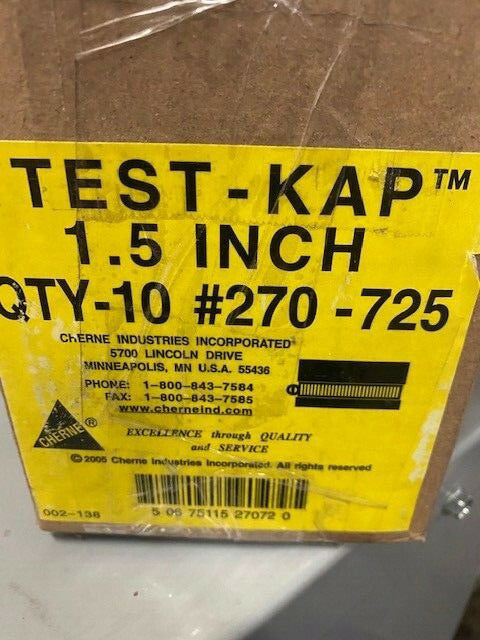 TEST-KAP™
1.5 INCH
QTY-10 #270-725
CHERNE INDUSTRIES INCORPORATED
5700 LINCOLN DRIVE
MINNEAPOLIS, MN U.S.A. 55436
PHONE: 1-800-843-7584
FAX: 1-800-843-7585
www.cherneind.com
CHERNE®
EXCELLENCE through QUALITY
and SERVICE
©2005 Cherne Industries Incorporated. All rights reserved
002-138
5 06 75115 27072 0